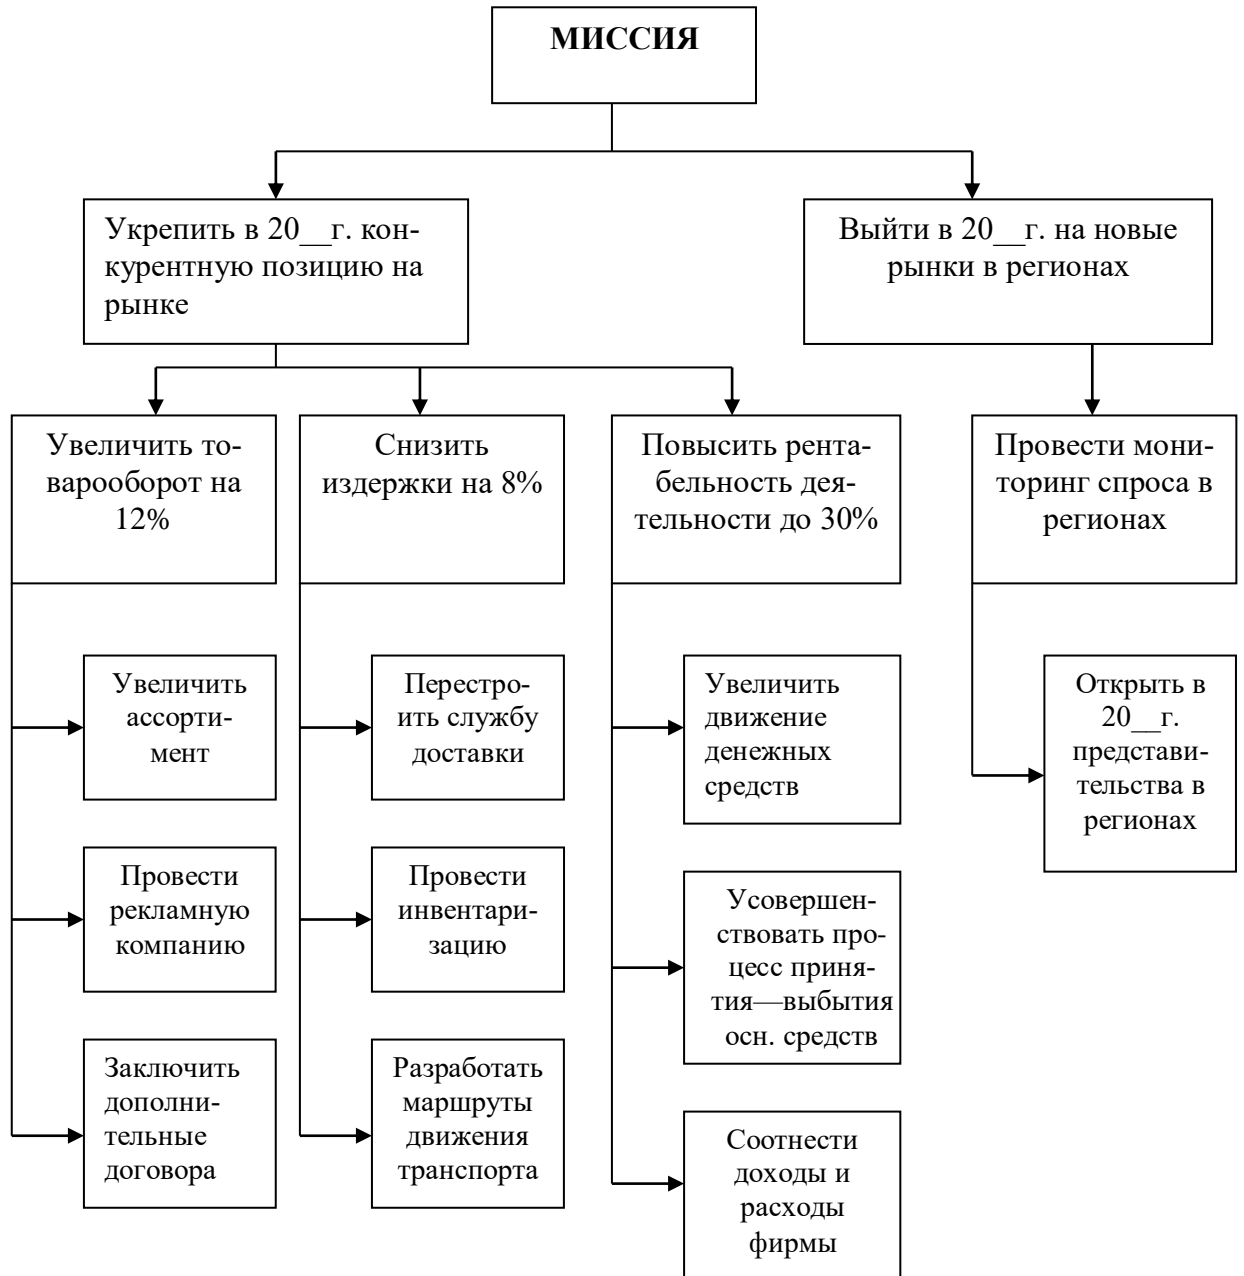 МИССИЯ
Укрепить в 20__г. кон-
курентную позицию на
рынке
Выйти в 20__г. на новые
рынки в регионах
Увеличить то-
варооборот на
12%
Снизить
издержки на 8%
Повысить рента-
бельность дея-
тельности до 30%
Провести мони-
торинг спроса в
регионах
Увеличить
ассорти-
мент
Перестро-
ить службу
доставки
Увеличить
движение
денежных
средств
Открыть в
20__г.
представи-
тельства в
регионах
Провести
рекламную
компанию
Провести
инвентари-
зацию
Усовершен-
ствовать про-
цесс приня-
тия—выбытия
осн. средств
Заключить
дополни-
тельные
договора
Разработать
маршруты
движения
транспорта
Соотнести
доходы и
расходы
фирмы